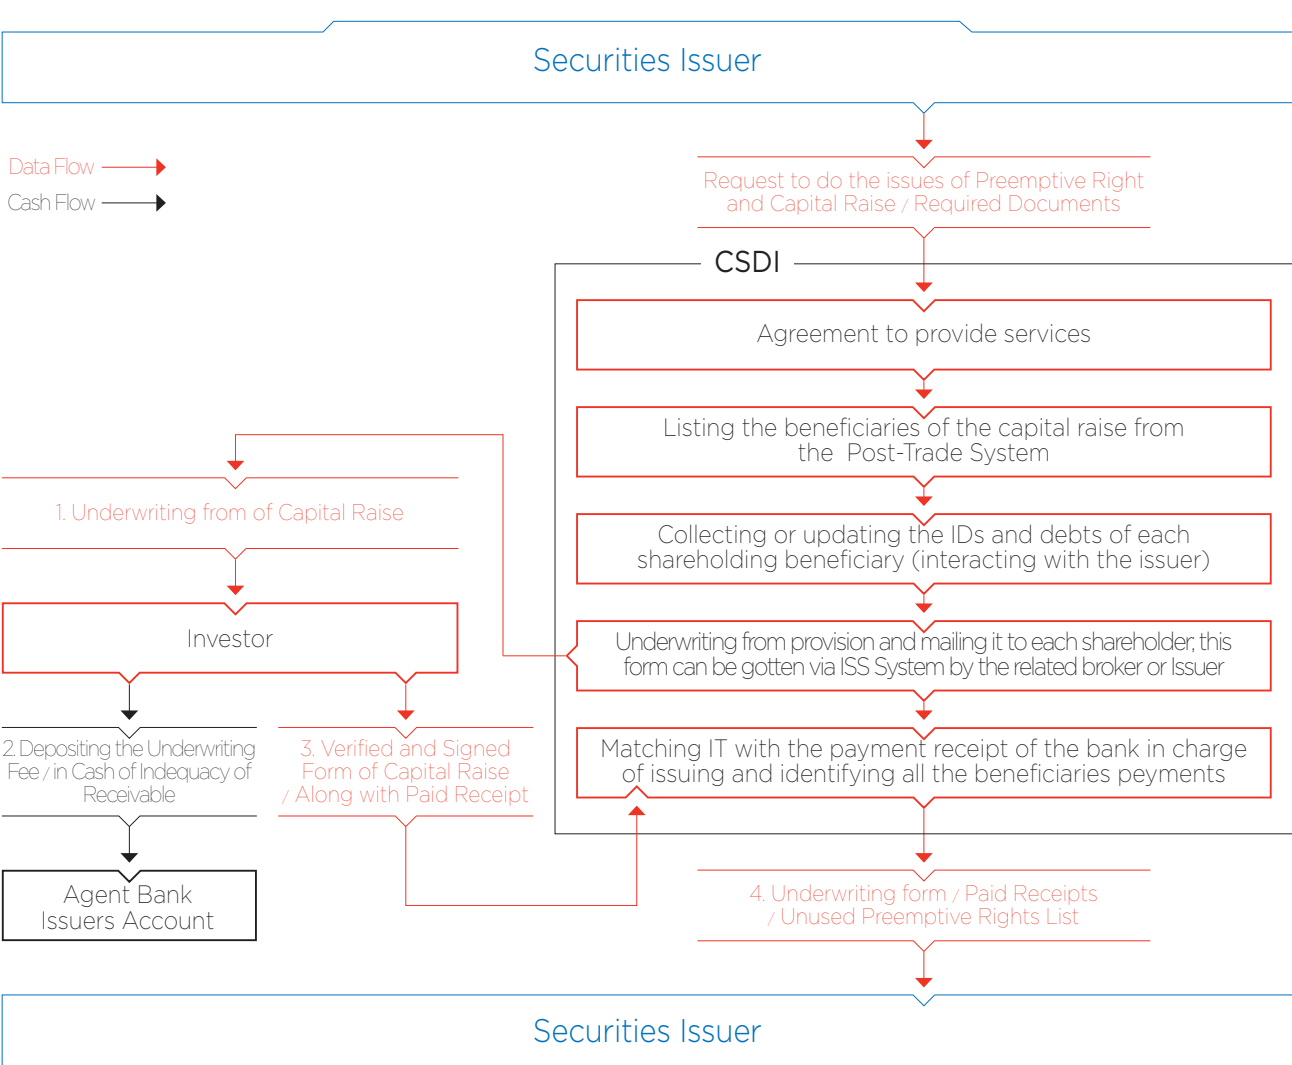 Securities Issuer
Data Flow
Cash Flow
Request to do the issues of Preemptive Right
and Capital Raise / Required Documents
CSDI
Agreement to provide services
Listing the beneficiaries of the capital raise from
the Post-Trade System
1. Underwriting from of Capital Raise
Collecting or updating the IDs and debts of each
shareholding beneficiary (interacting with the issuer)
Investor
Underwriting from provision and mailing it to each shareholder; this
form can be gotten via ISS System by the related broker or Issuer
2. Depositing the Underwriting
Fee / in Cash of Indequacy of
Receivable
3. Verified and Signed
Form of Capital Raise
/ Along with Paid Receipt
Matching IT with the payment receipt of the bank in charge
of issuing and identifying all the beneficiaries peyments
Agent Bank
Issuers Account
4. Underwriting form / Paid Receipts
/ Unused Preemptive Rights List
Securities Issuer